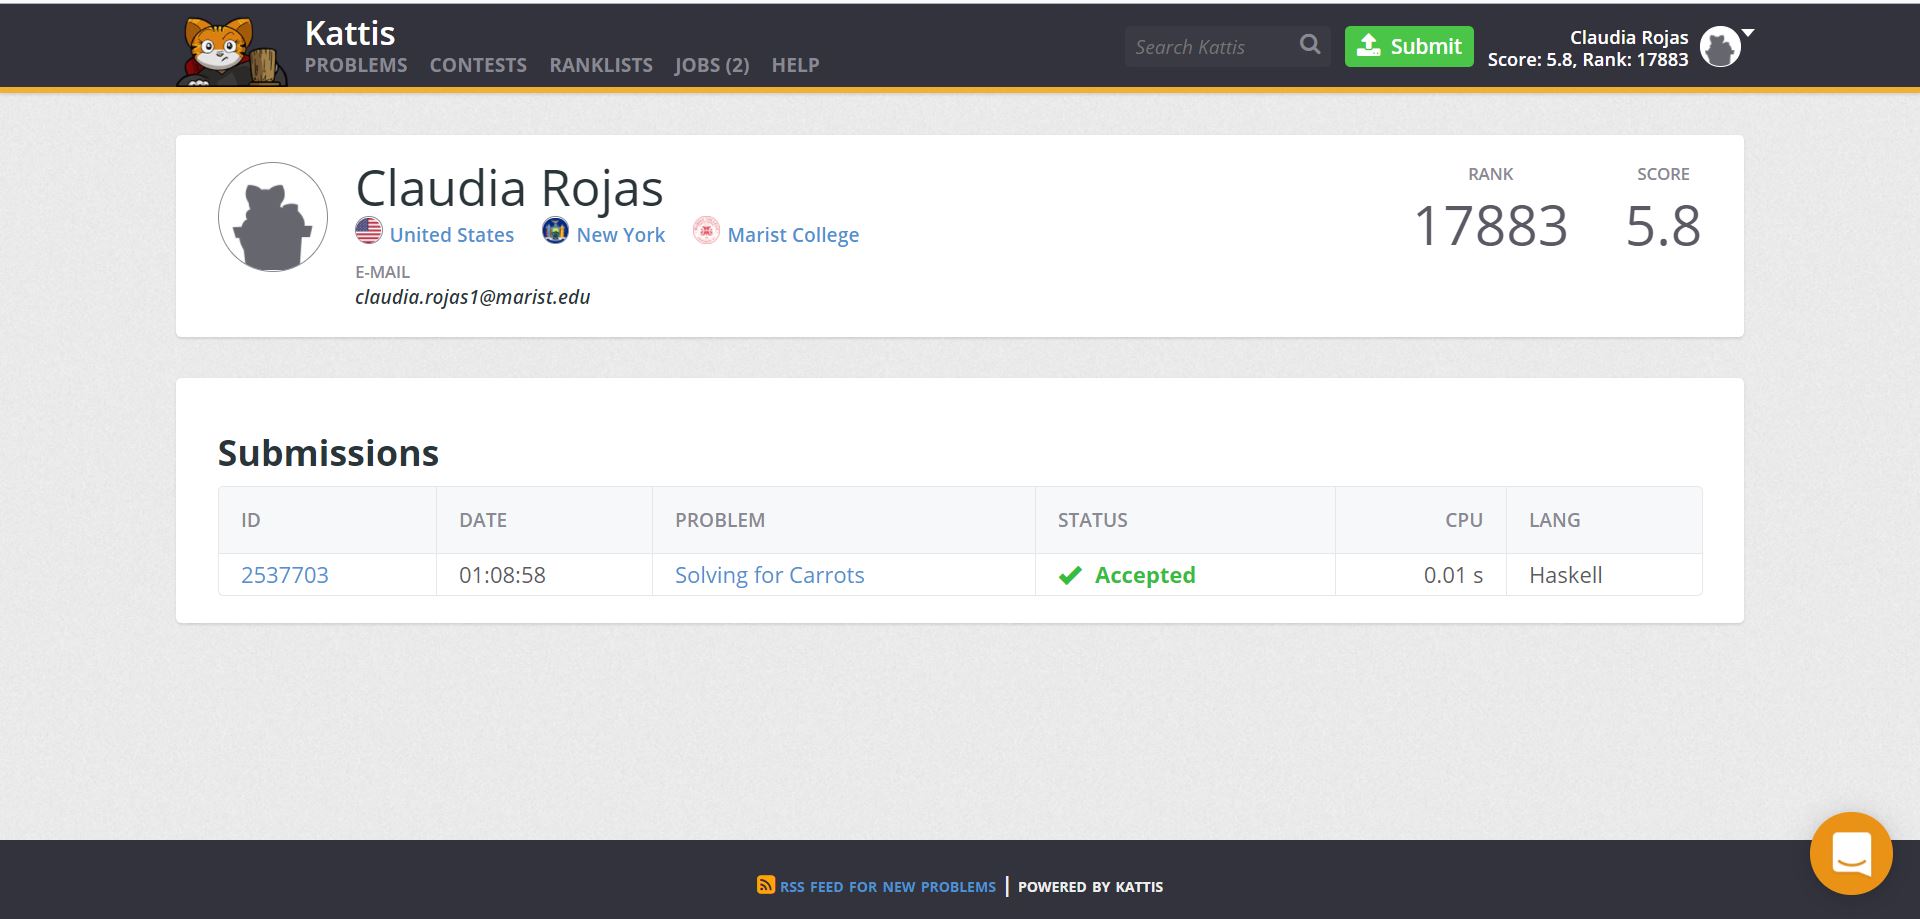 Kattis
PROBLEMS CONTESTS RANKLISTS JOBS (2) HELP
Search Kattis
Submit
Claudia Rojas
Score: 5.8, Rank: 17883
Claudia Rojas
United States New York Marist College
E-MAIL
claudia.rojas1@marist.edu
RANK SCORE
17883 5.8
Submissions
ID DATE PROBLEM STATUS CPU LANG
2537703 01:08:58 Solving for Carrots Accepted 0.01 s Haskell
RSS FEED FOR NEW PROBLEMS | POWERED BY KATTIS